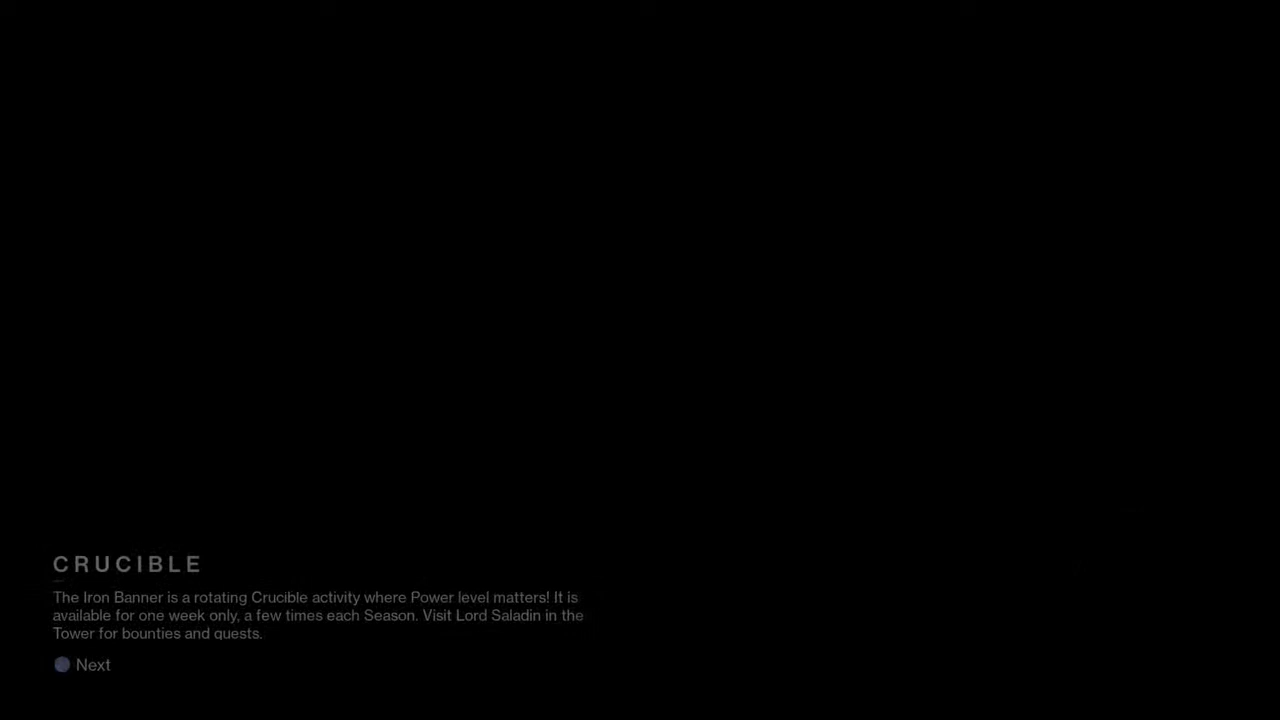 CRUCIBLE
The Iron Banner is a rotating Crucible activity where Power level matters! It is
available for one week only, a few times each Season. Visit Lord Saladin in the
Tower for bounties and quests.
Next